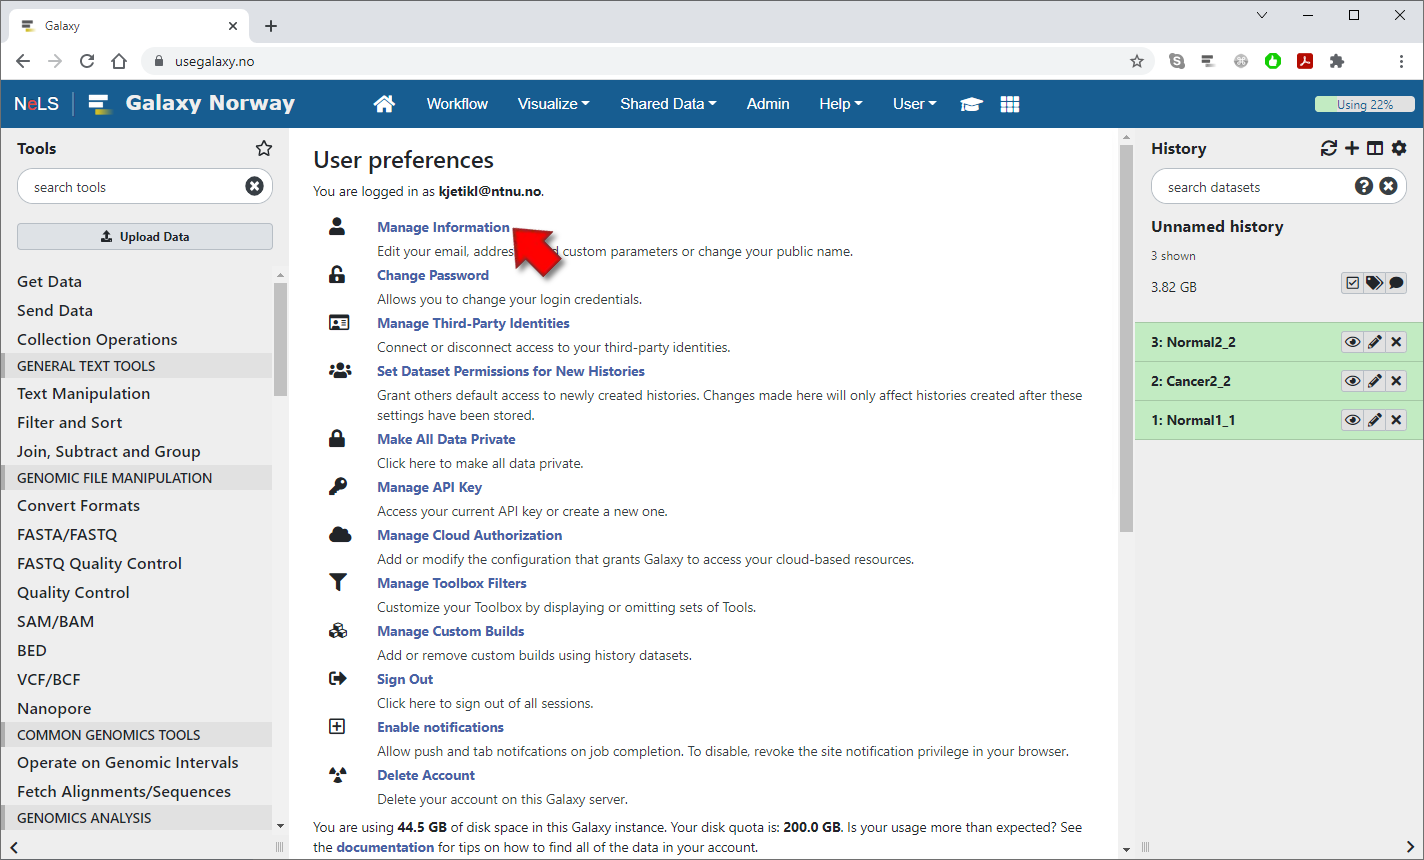 Galaxy
usegalaxy.no
NeLS Galaxy Norway Workflow Visualize Shared Data Admin Help User Using 22%
Tools
search tools
Upload Data
Get Data
Send Data
Collection Operations
GENERAL TEXT TOOLS
Text Manipulation
Filter and Sort
Join, Subtract and Group
GENOMIC FILE MANIPULATION
Convert Formats
FASTA/FASTQ
FASTQ Quality Control
Quality Control
SAM/BAM
BED
VCF/BCF
Nanopore
COMMON GENOMICS TOOLS
Operate on Genomic Intervals
Fetch Alignments/Sequences
GENOMICS ANALYSIS
User preferences
You are logged in as kjetikl@ntnu.no.
Manage Information
Edit your email, address custom parameters or change your public name.
Change Password
Allows you to change your login credentials.
Manage Third-Party Identities
Connect or disconnect access to your third-party identities.
Set Dataset Permissions for New Histories
Grant others default access to newly created histories. Changes made here will only affect histories created after these
settings have been stored.
Make All Data Private
Click here to make all data private.
Manage API Key
Access your current API key or create a new one.
Manage Cloud Authorization
Add or modify the configuration that grants Galaxy to access your cloud-based resources.
Manage Toolbox Filters
Customize your Toolbox by displaying or omitting sets of Tools.
Manage Custom Builds
Add or remove custom builds using history datasets.
Sign Out
Click here to sign out of all sessions.
Enable notifications
Allow push and tab notifcations on job completion. To disable, revoke the site notification privilege in your browser.
Delete Account
Delete your account on this Galaxy server.
You are using 44.5 GB of disk space in this Galaxy instance. Your disk quota is: 200.0 GB. Is your usage more than expected? See
the documentation for tips on how to find all of the data in your account.
History
search datasets
Unnamed history
3 shown
3.82 GB
3: Normal2_2
2: Cancer2_2
1: Normal1_1